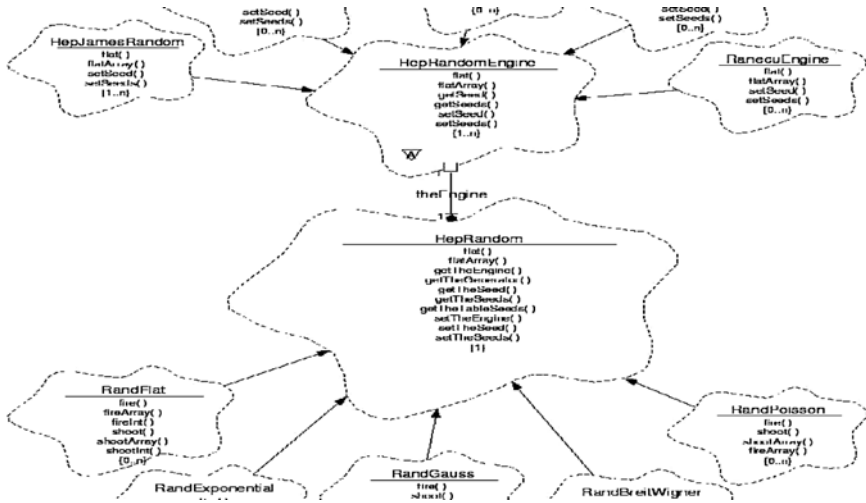 setSeed( )
setSeeds( )
{0..n}
{0..n}
setSeed( )
setSeeds( )
{0..n}
HepJamesRandom
flat( )
flatArray( )
setSeed( )
setSeeds( )
{1..n}
HepRandomEngine
flat( )
flatArray( )
getSeed( )
getSeeds( )
setSeed( )
setSeeds( )
{1..n}
A
RanecuEngine
flat( )
flatArray( )
setSeed( )
setSeeds( )
{0..n}
theEngine
1
HepRandom
flat( )
flatArray( )
getTheEngine( )
getTheGenerator( )
getTheSeed( )
getTheSeeds( )
getTheTableSeeds( )
setTheEngine( )
setTheSeed( )
setTheSeeds( )
{1}
RandFlat
fire( )
fireArray( )
fireInt( )
shoot( )
shootArray( )
shootInt( )
{0..n}
RandPoisson
fire( )
shoot( )
shootArray( )
fireArray( )
{0..n}
RandExponential
RandGauss
fire( )
shoot( )
RandBreitWigner